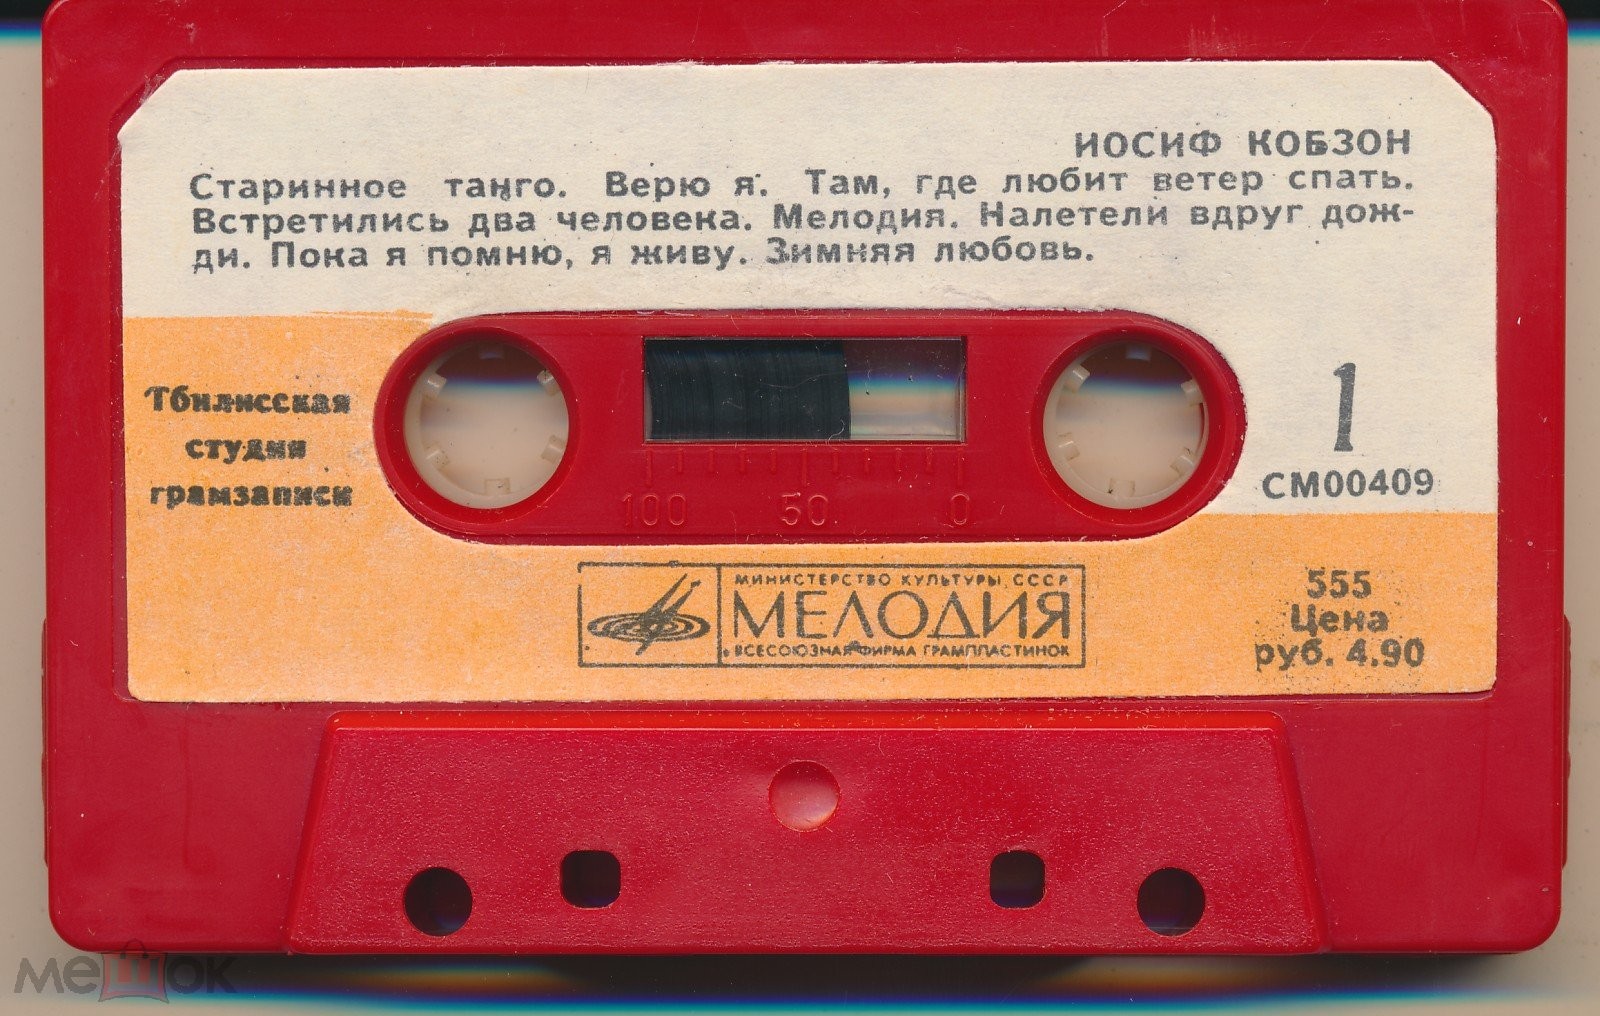 ИОСИФ КОБЗОН
Старинное танго. Верю я. Там, где любит ветер спать.
Встретились два человека. Мелодия. Налетели вдруг дож-
ди. Пока я помню, я живу. Зимняя любовь.
Тбилисская
студия
грамзаписи
1
СМ00409
100 50 0
МИНИСТЕРСТВО КУЛЬТУРЫ СССР
МЕЛОДИЯ
ВСЕСОЮЗНАЯ ФИРМА ГРАМПЛАСТИНОК
555
Цена
руб. 4.90
мешок